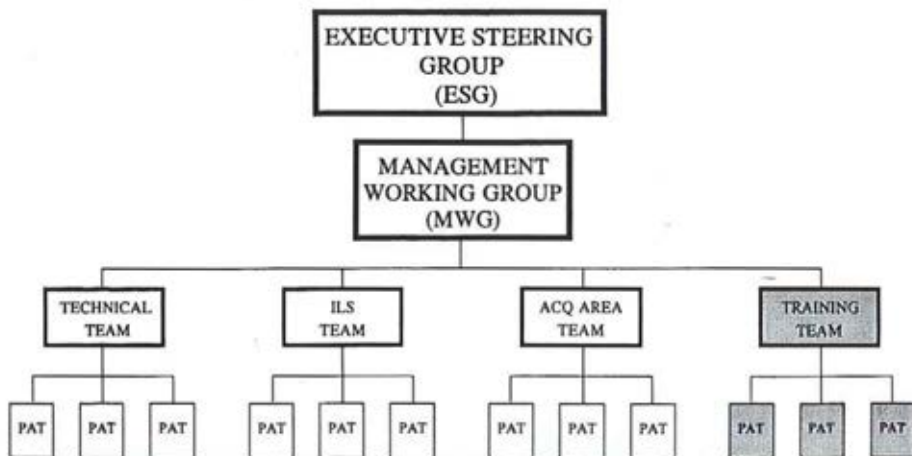 EXECUTIVE STEERING
GROUP
(ESG)
MANAGEMENT
WORKING GROUP
(MWG)
TECHNICAL
TEAM
ILS
TEAM
ACQ AREA
TEAM
TRAINING
TEAM
PAT
PAT
PAT
PAT
PAT
PAT
PAT
PAT
PAT
PAT
PAT
PAT